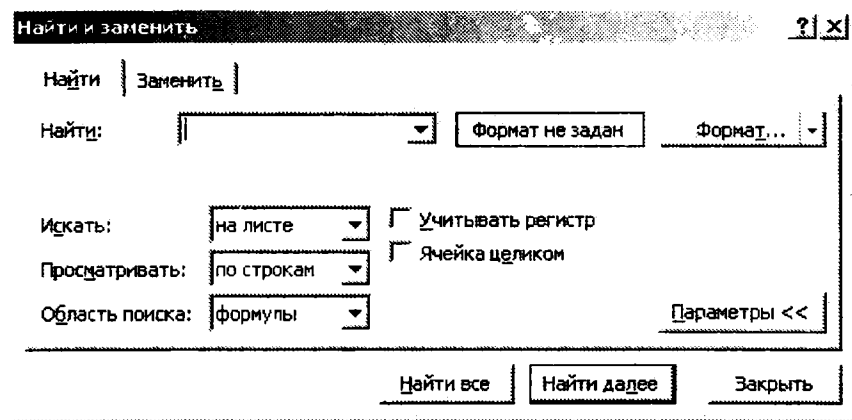 Найти и заменить ? ×
Найти Заменить
Найти: Формат не задан Формат...
Искать: на листе Учитывать регистр
Просматривать: по строкам Ячейка целиком
Область поиска: формулы Параметры <<
Найти все Найти далее Закрыть